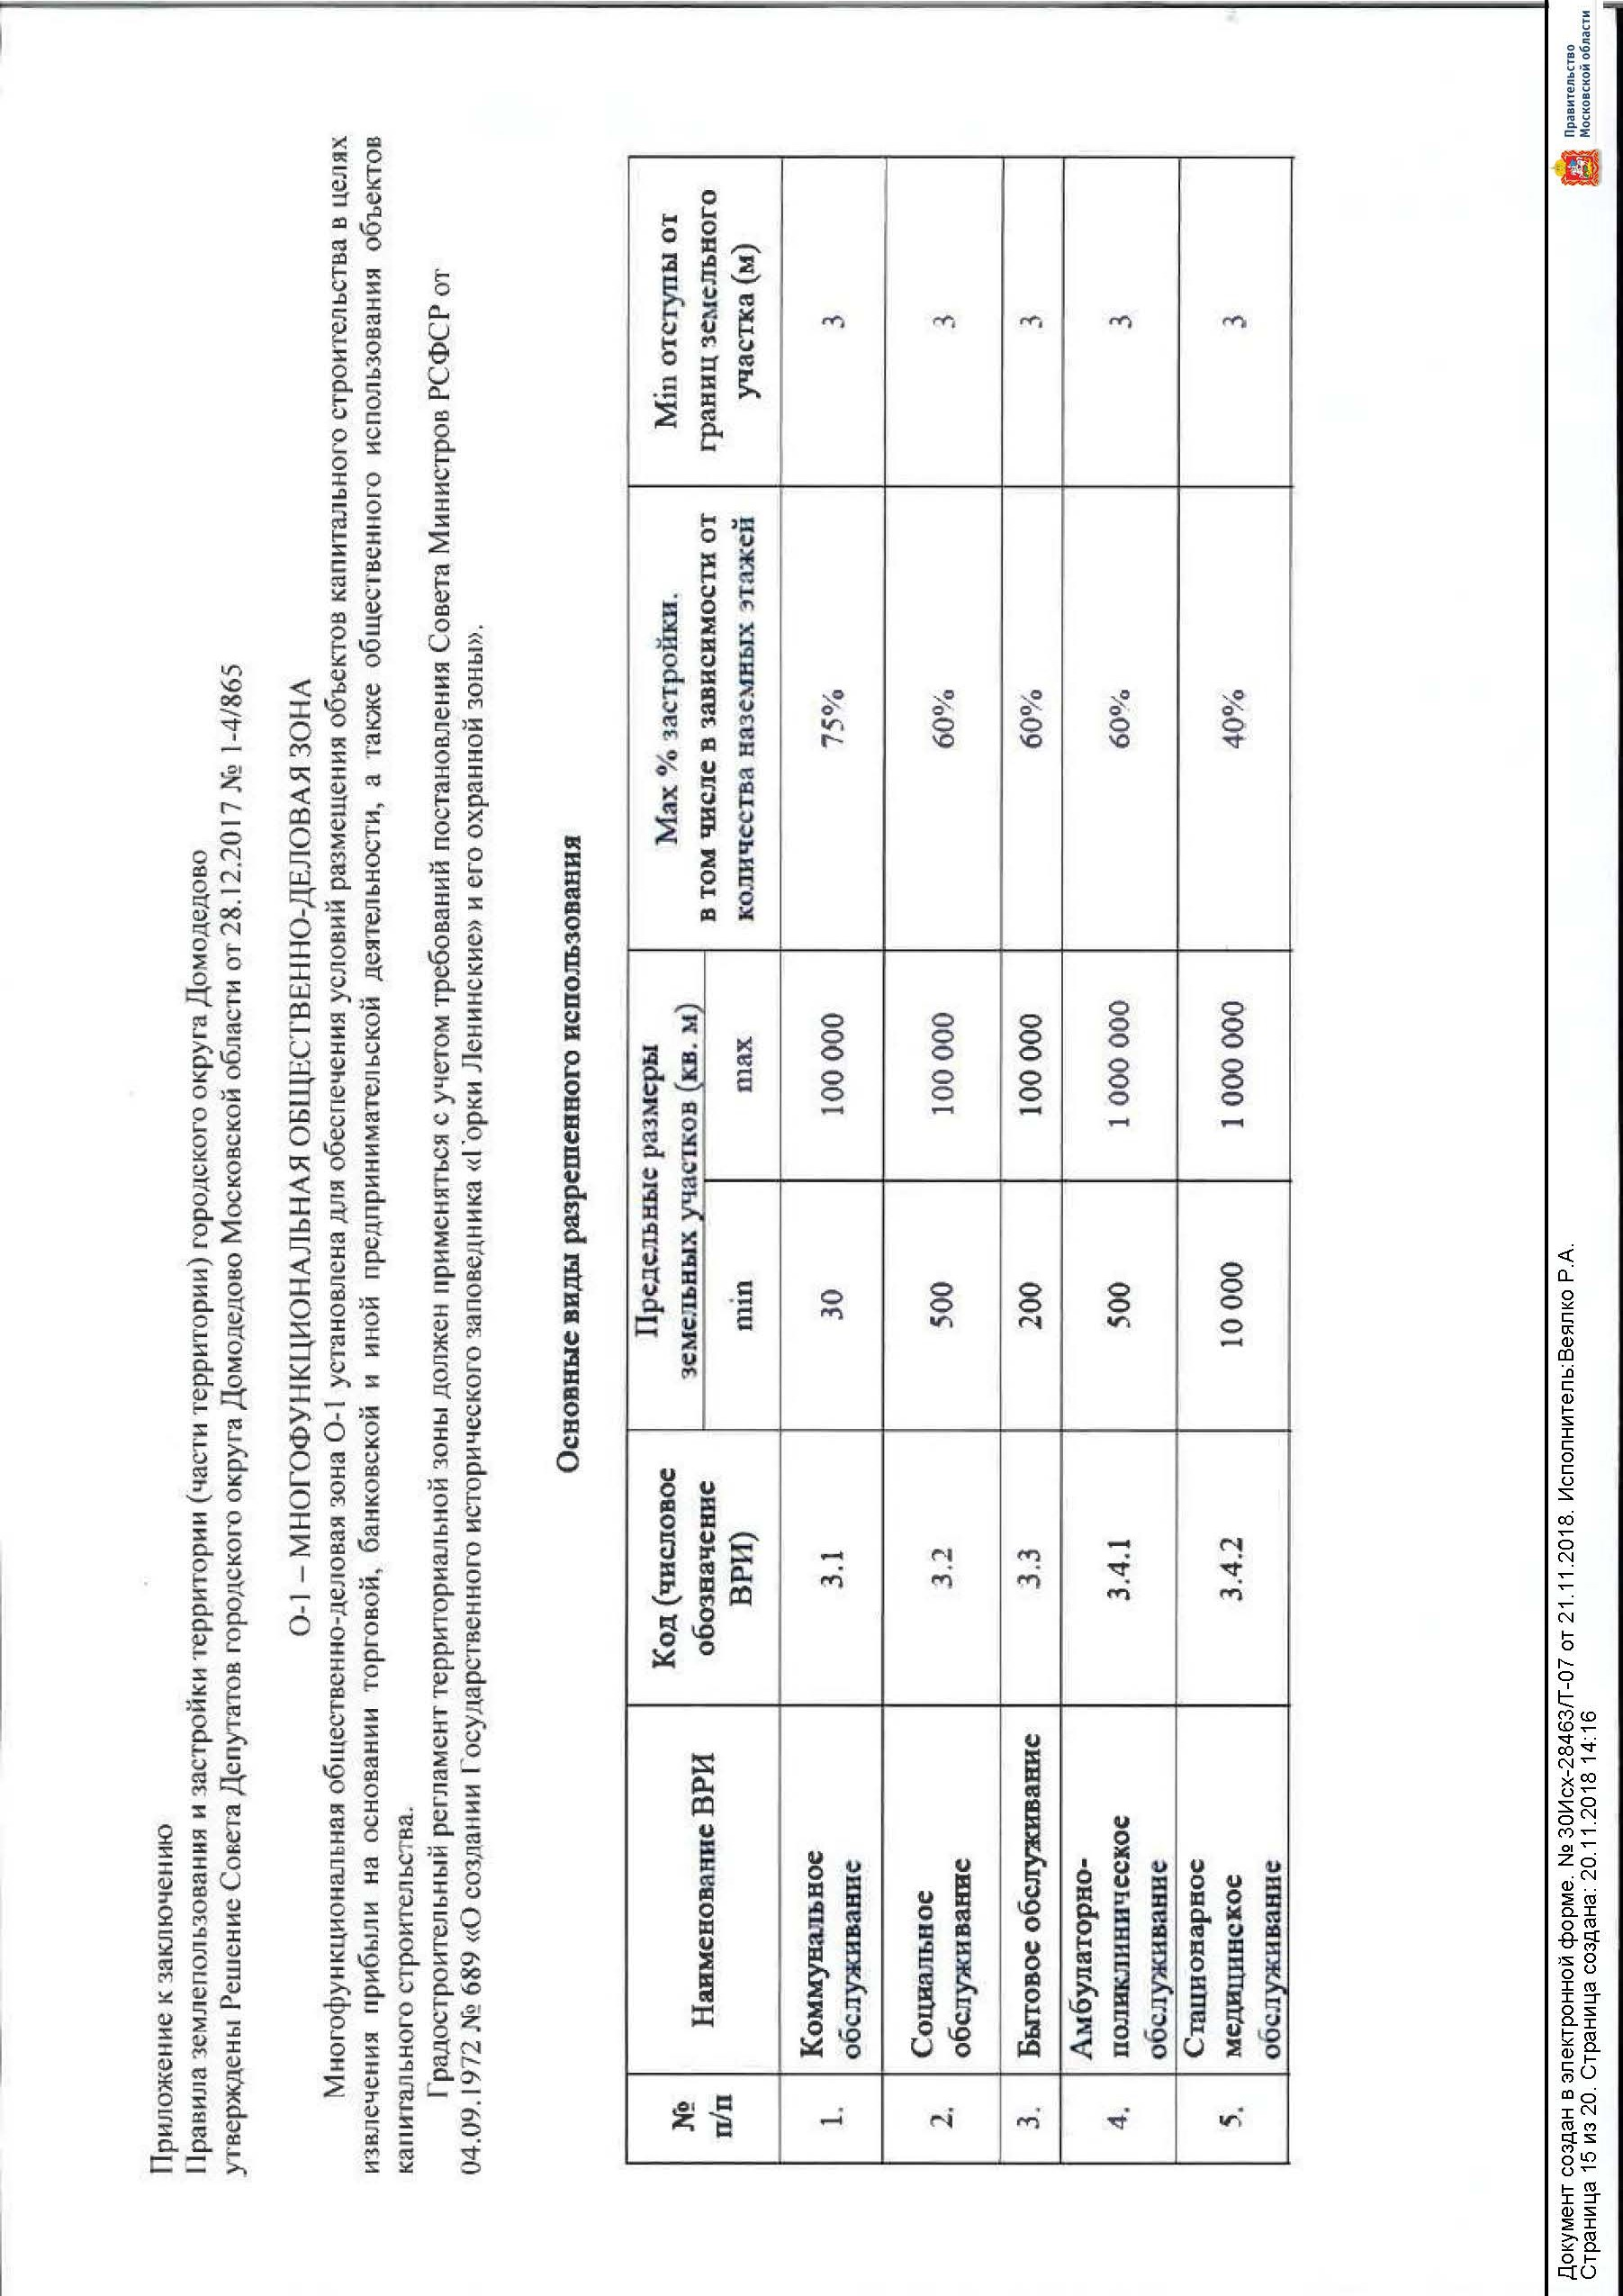 Приложение к заключению
Правила землепользования и застройки территории (части территории) городского округа Домодедово
утверждены Решение Совета Депутатов городского округа Домодедово Московской области от 28.12.2017 № 1-4/865
О-1 – МНОГОФУНКЦИОНАЛЬНАЯ ОБЩЕСТВЕННО-ДЕЛОВАЯ ЗОНА
Многофункциональная общественно-деловая зона О-1 установлена для обеспечения условий размещения объектов капитального строительства в целях
извлечения прибыли на основании торговой, банковской и иной предпринимательской деятельности, а также общественного использования объектов
капитального строительства.
Градостроительный регламент территориальной зоны должен применяться с учетом требований постановления Совета Министров РСФСР от
04.09.1972 № 689 «О создании Государственного исторического заповедника «Горки Ленинские» и его охранной зоны».
Основные виды разрешенного использования
№
п/п
Наименование ВРИ
Код (числовое
обозначение
ВРИ)
Предельные размеры
земельных участков (кв. м)
min
max
Max % застройки.
в том числе в зависимости от
количества наземных этажей
Min отступы от
границ земельного
участка (м)
1.
Коммунальное
обслуживание
3.1
30
100 000
75%
3
2.
Социальное
обслуживание
3.2
500
100 000
60%
3
3.
Бытовое обслуживание
3.3
200
100 000
60%
3
4.
Амбулаторно-
поликлиническое
обслуживание
3.4.1
500
1 000 000
60%
3
5.
Стационарное
медицинское
обслуживание
3.4.2
10 000
1 000 000
40%
3
Документ создан в электронной форме. № 30Исх-28463/Т-07 от 21.11.2018. Исполнитель:Веялко Р.А.
Страница 15 из 20. Страница создана: 20.11.2018 14:16
Правительство
Московской области